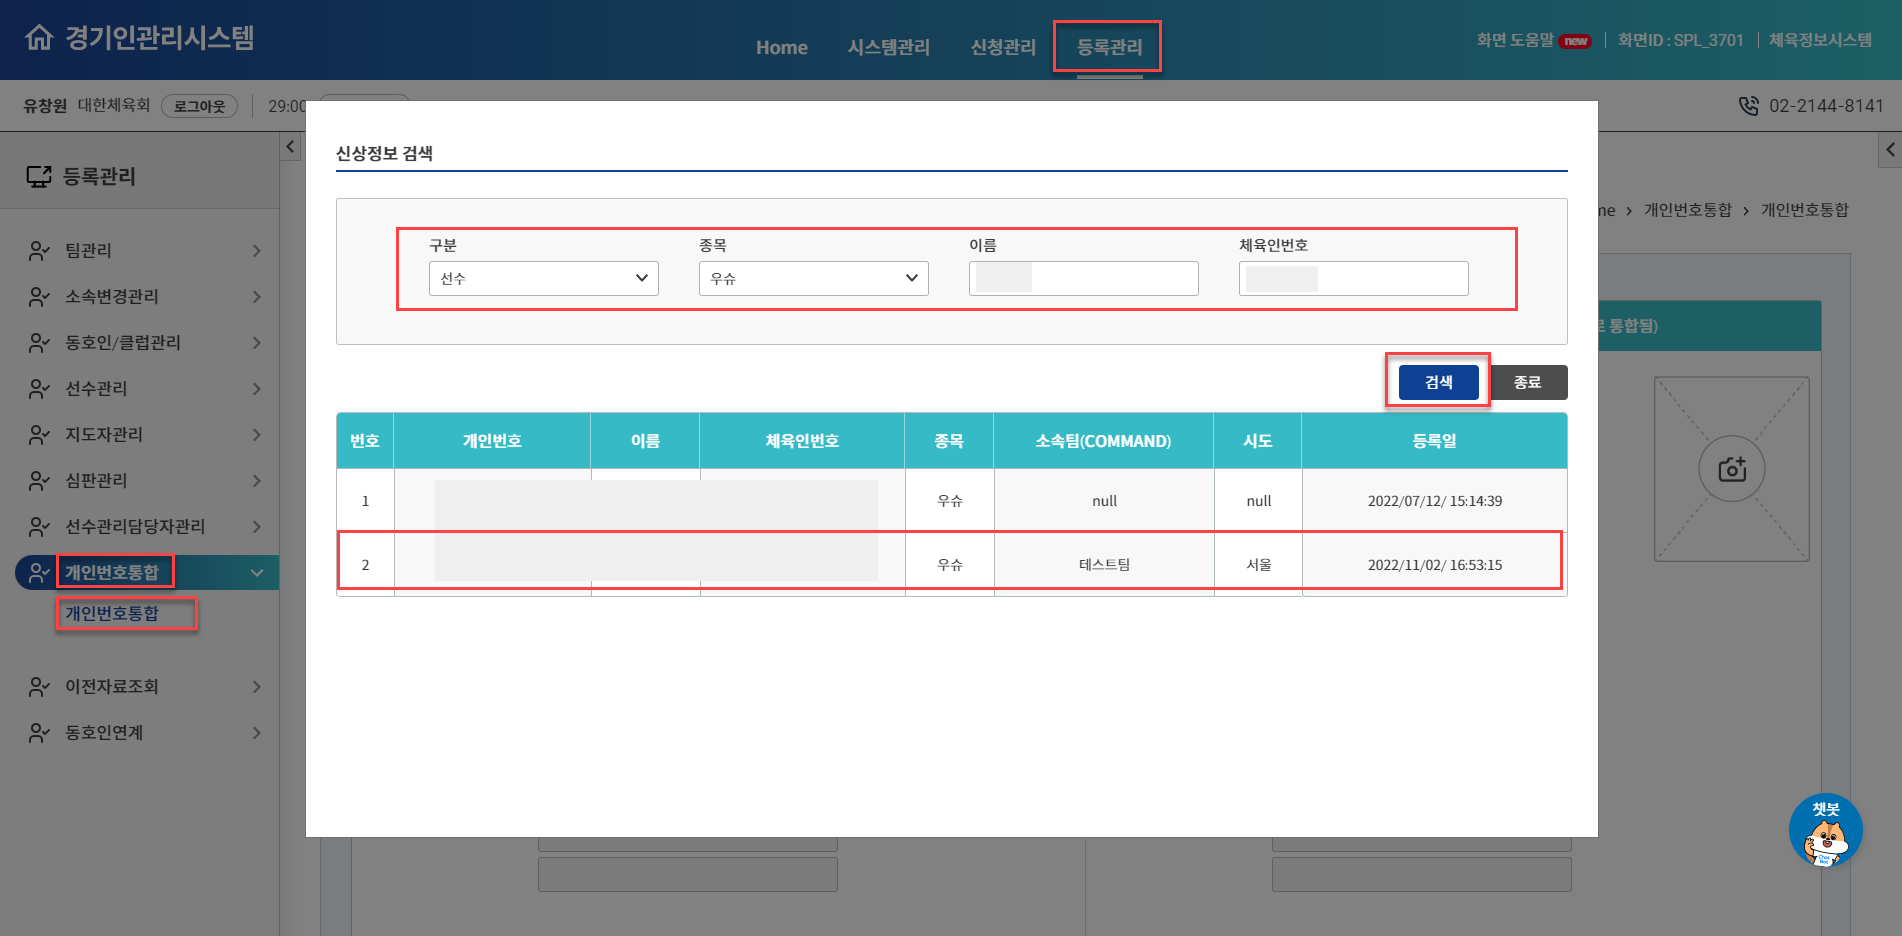 경기인관리시스템
Home 시스템관리 신청관리 등록관리
화면 도움말 new 화면ID : SPL_3701 체육정보시스템
유창원 대한체육회 로그아웃 29:00
02-2144-8141
등록관리
팀관리
소속변경관리
동호인/클럽관리
선수관리
지도자관리
심판관리
선수관리담당자관리
개인번호통합
개인번호통합
이전자료조회
동호인연계
me > 개인번호통합 > 개인번호통합
로 통합됨)
신상정보 검색
구분 종목 이름 체육인번호
선수 우슈
검색 종료
번호 개인번호 이름 체육인번호 종목 소속팀(COMMAND) 시도 등록일
1 우슈 null null 2022/07/12/ 15:14:39
2 우슈 테스트팀 서울 2022/11/02/ 16:53:15
챗봇